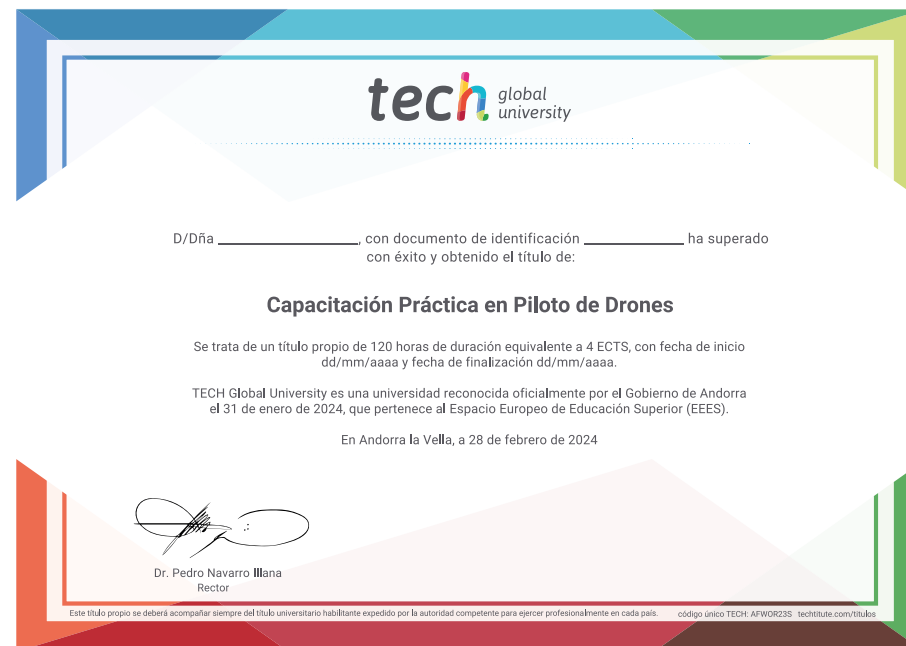 tech global university
D/Dña ____________________, con documento de identificación ______________ ha superado
con éxito y obtenido el título de:
Capacitación Práctica en Piloto de Drones
Se trata de un título propio de 120 horas de duración equivalente a 4 ECTS, con fecha de inicio
dd/mm/aaaa y fecha de finalización dd/mm/aaaa.
TECH Global University es una universidad reconocida oficialmente por el Gobierno de Andorra
el 31 de enero de 2024, que pertenece al Espacio Europeo de Educación Superior (EEES).
En Andorra la Vella, a 28 de febrero de 2024
Dr. Pedro Navarro Illana
Rector
Este título propio se deberá acompañar siempre del título universitario habilitante expedido por la autoridad competente para ejercer profesionalmente en cada país. código único TECH: AFWOR23S techtitute.com/titulos